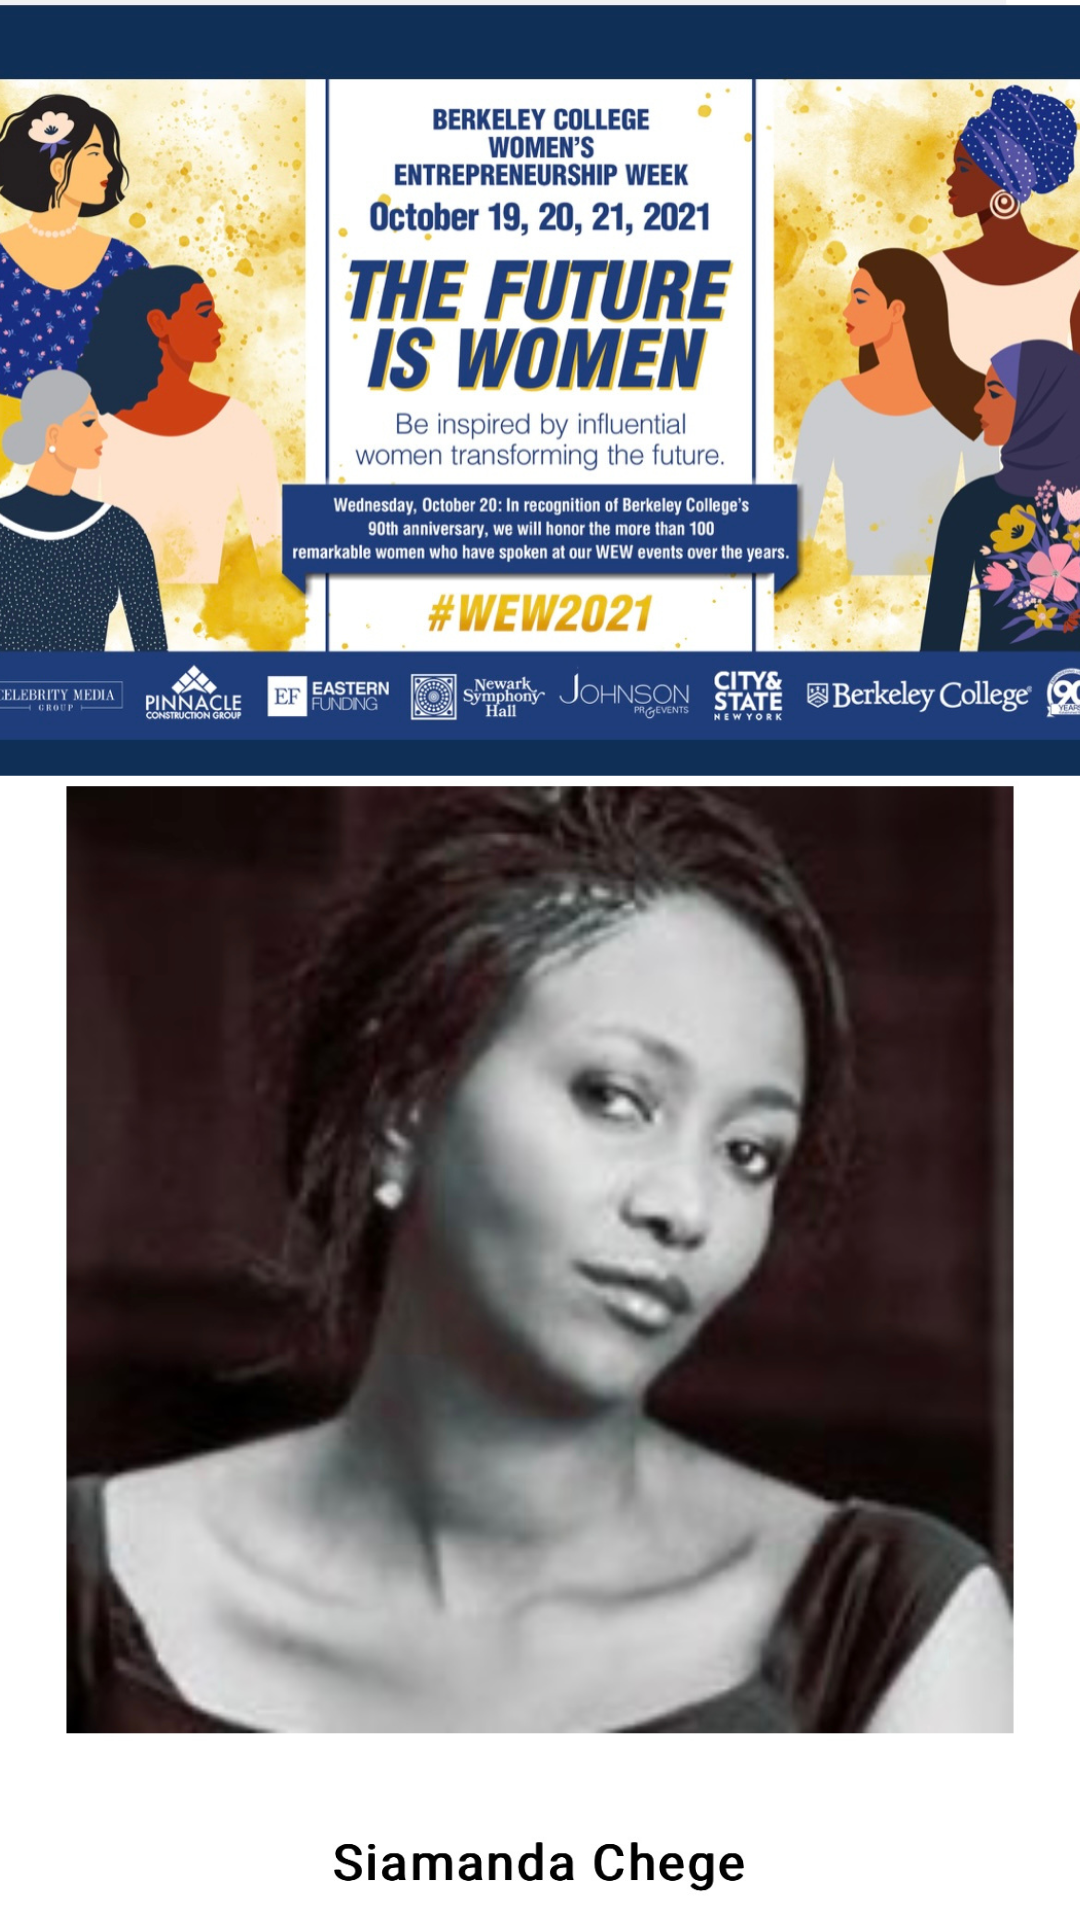 BERKELEY COLLEGE
WOMEN'S
ENTREPRENEURSHIP WEEK
October 19, 20, 21, 2021
THE FUTURE
IS WOMEN
Be inspired by influential
women transforming the future.
Wednesday, October 20: In recognition of Berkeley College's
90th anniversary, we will honor the more than 100
remarkable women who have spoken at our WEW events over the years.
#WEW2021
CELEBRITY MEDIA
GROUP
PINNACLE
CONSTRUCTION GROUP
EF EASTERN
FUNDING
Newark
Symphony
Hall
JOHNSON
PR & EVENTS
CITY&
STATE
NEW YORK
Berkeley College®
90
YEARS
Siamanda Chege